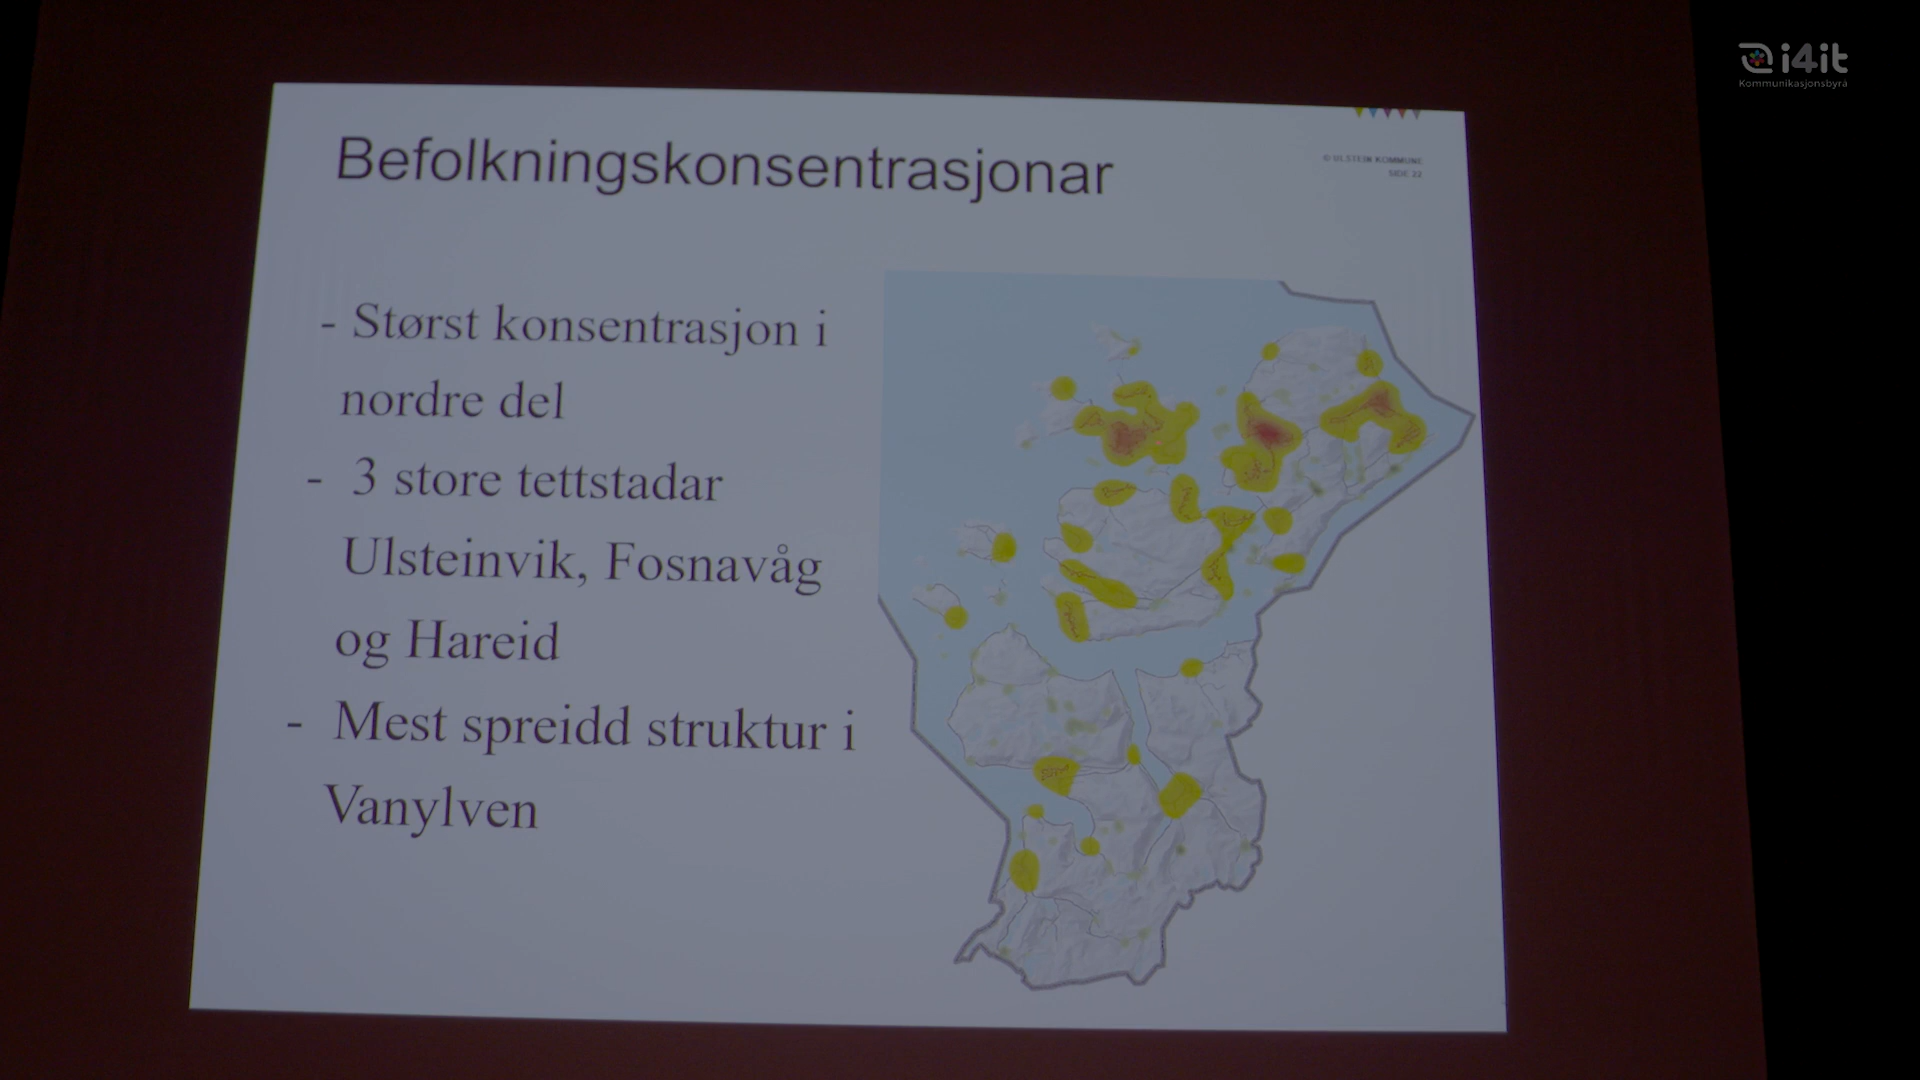 i4it
Kommunikasjonsbyrå
Befolkningskonsentrasjonar
© ULSTEIN KOMMUNE
SIDE 22
- Størst konsentrasjon i
nordre del
- 3 store tettstadar
Ulsteinvik, Fosnavåg
og Hareid
- Mest spreidd struktur i
Vanylven